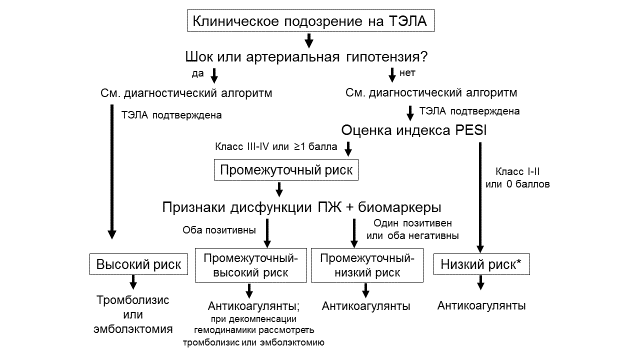 Клиническое подозрение на ТЭЛА
Шок или артериальная гипотензия?
да
нет
См. диагностический алгоритм
См. диагностический алгоритм
ТЭЛА подтверждена
ТЭЛА подтверждена
Оценка индекса PESI
Класс III-IV или ≥1 балла
Промежуточный риск
Класс I-II
или 0 баллов
Признаки дисфункции ПЖ + биомаркеры
Оба позитивны
Один позитивен
или оба негативны
Высокий риск
Промежуточный-
высокий риск
Промежуточный-
низкий риск
Низкий риск*
Тромболизис
или
эмболэктомия
Антикоагулянты;
при декомпенсации
гемодинамики рассмотреть
тромболизис или эмболэктомию
Антикоагулянты
Антикоагулянты